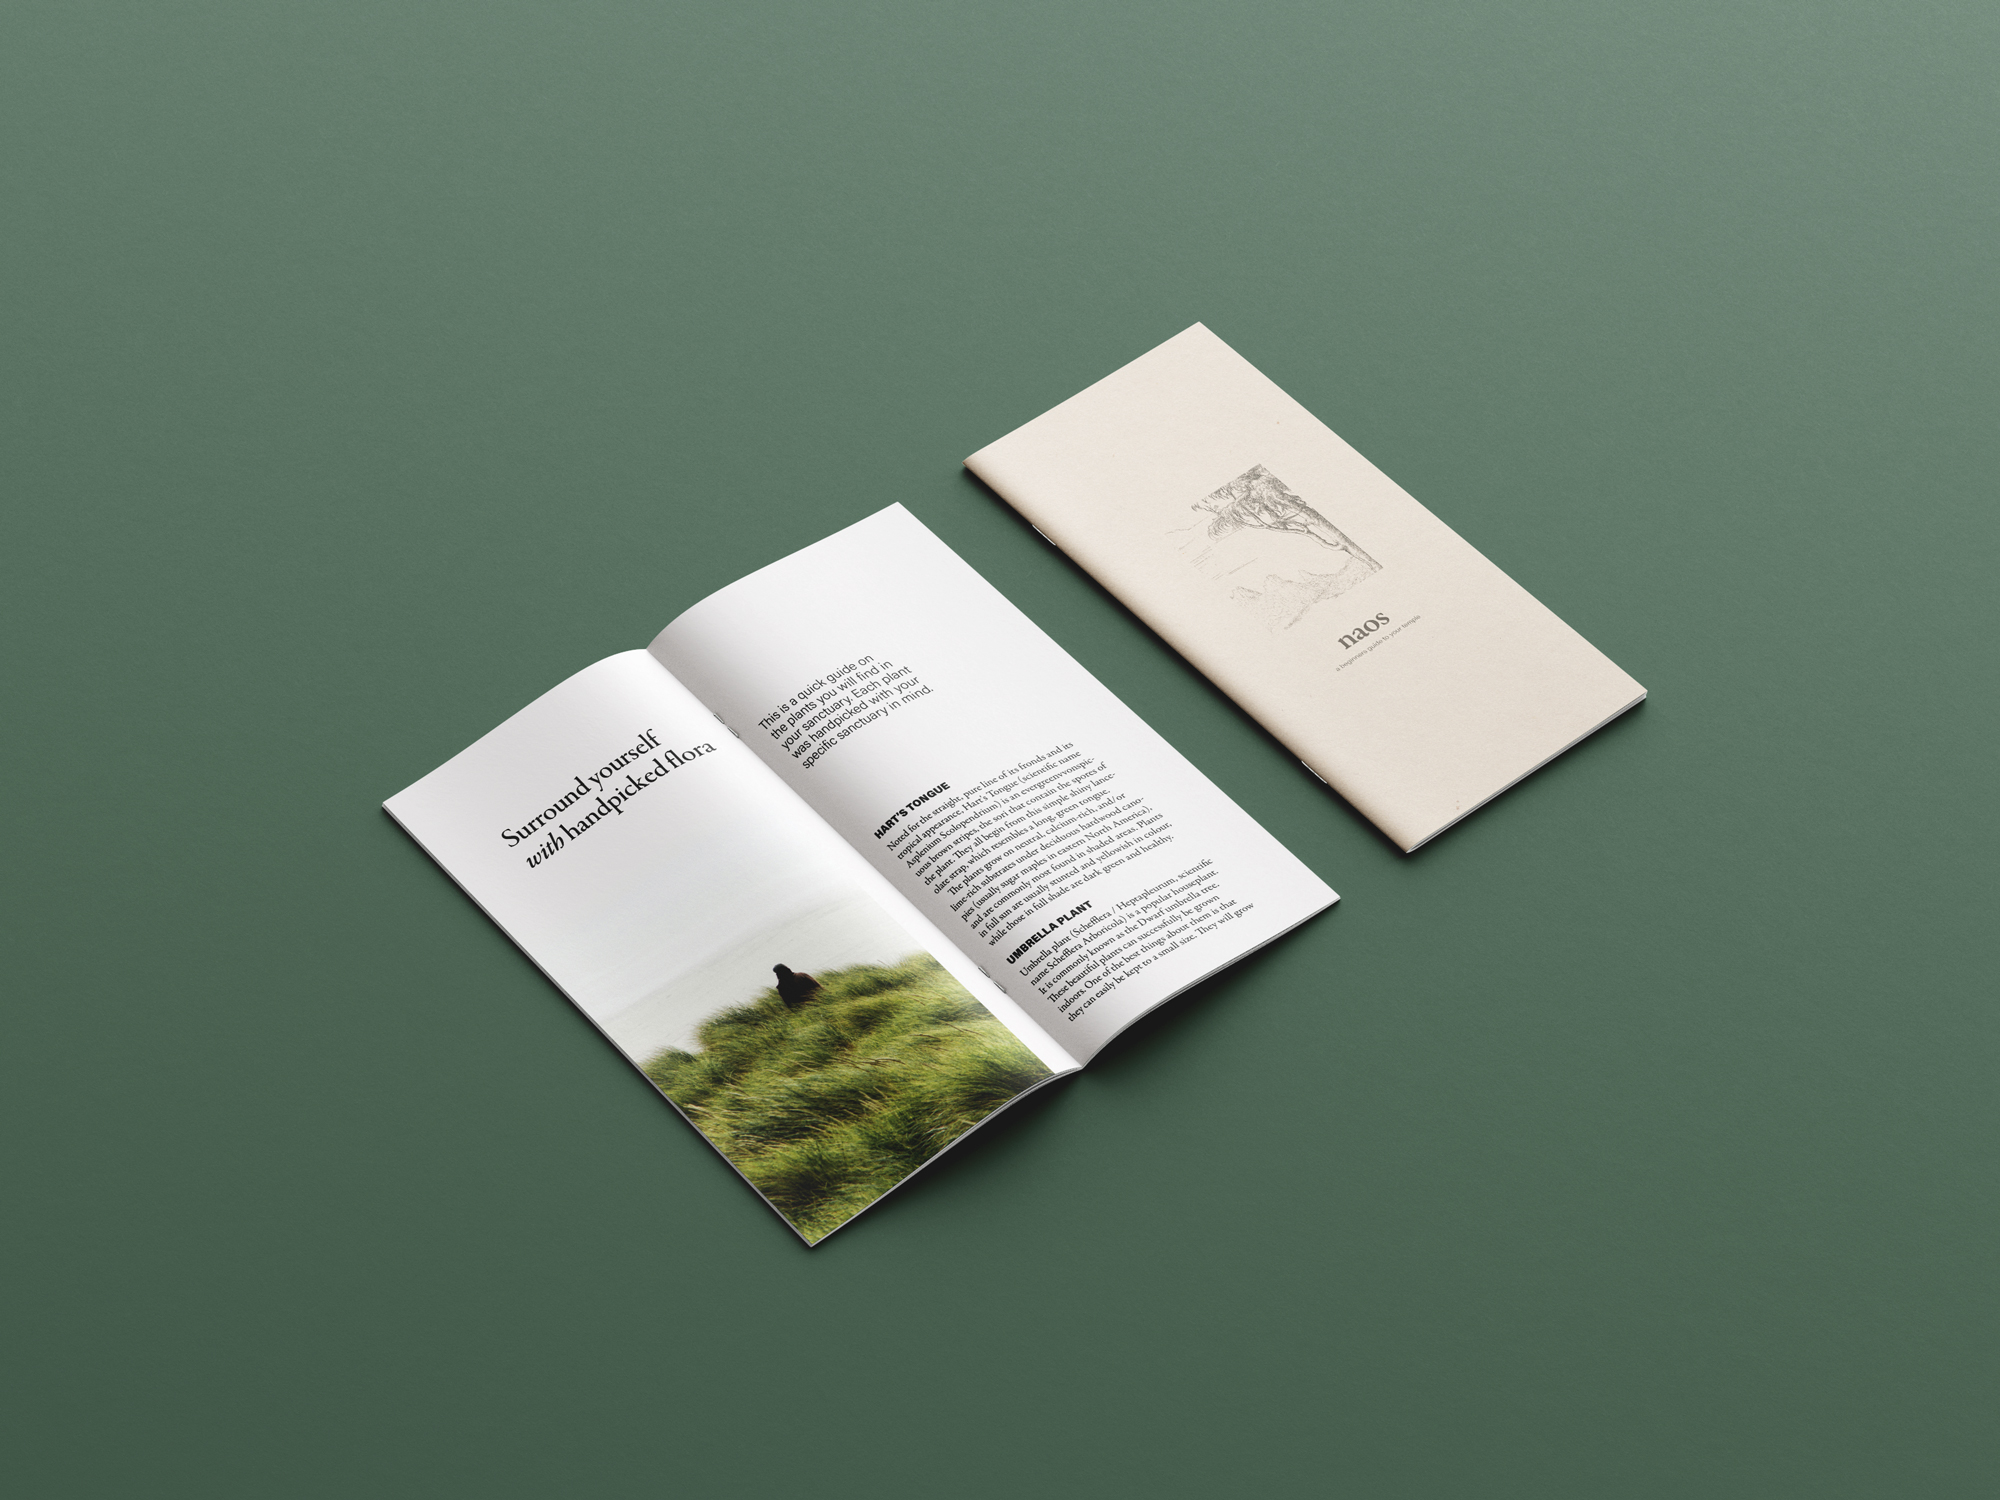 Surround yourself
with handpicked flora
This is a quick guide on
the plants you will find in
your sanctuary. Each plant
was handpicked with your
specific sanctuary in mind.
HART'S TONGUE
Noted for the straight, pure line of its fronds and its
tropical appearance, Hart's Tongue (scientific name
Asplenium Scolopendrium) is an evergreenvonspic-
uous brown stripes, the sori that contain the spores of
the plant. They all begin from this simple shiny lance-
olate strap, which resembles a long, green tongue.
The plants grow on neutral, calcium-rich, and/or
lime-rich substrates under deciduous hardwood cano-
pies (usually sugar maples in eastern North America),
and are commonly most found in shaded areas. Plants
in full sun are usually stunted and yellowish in colour,
while those in full shade are dark green and healthy.
UMBRELLA PLANT
Umbrella plant (Schefflera / Heptapleurum, scientific
name Schefflera Arboricola) is a popular houseplant.
It is commonly known as the Dwarf umbrella tree.
These beautiful plants can successfully be grown
indoors. One of the best things about them is that
they can easily be kept to a small size. They will grow
naos
a beginners guide to your temple